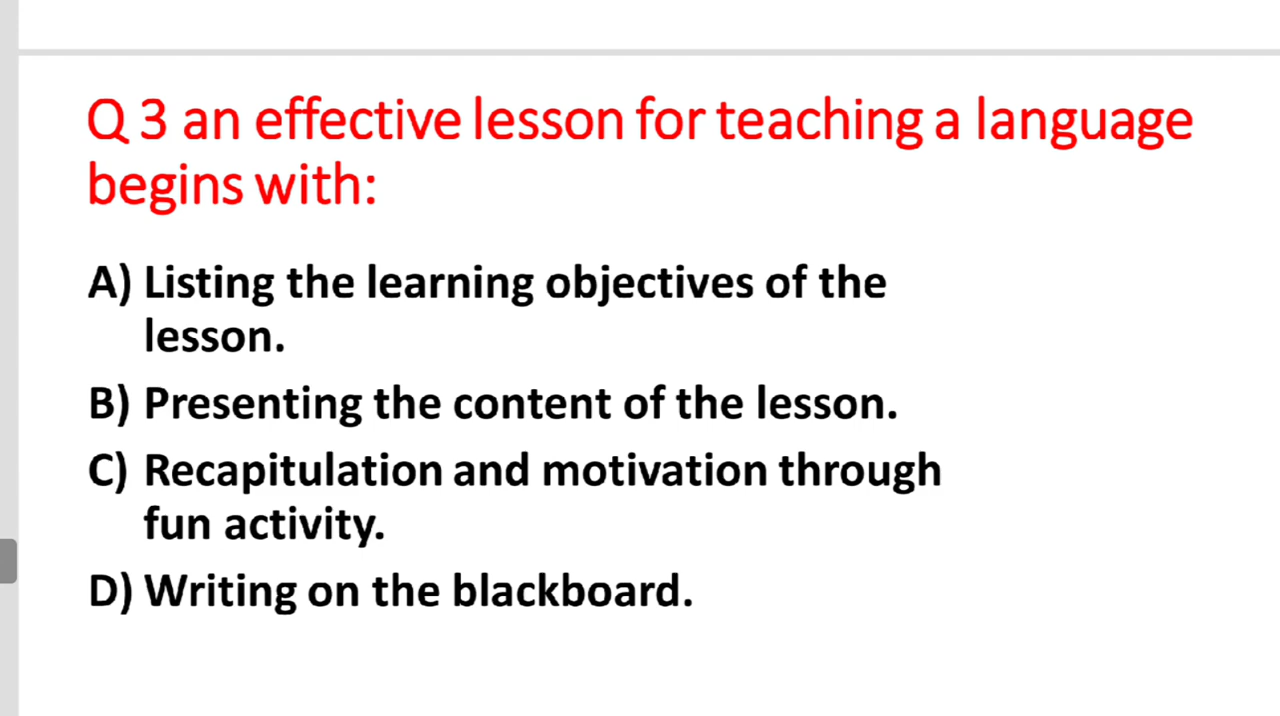 Q 3 an effective lesson for teaching a language
begins with:
A) Listing the learning objectives of the
lesson.
B) Presenting the content of the lesson.
C) Recapitulation and motivation through
fun activity.
D) Writing on the blackboard.